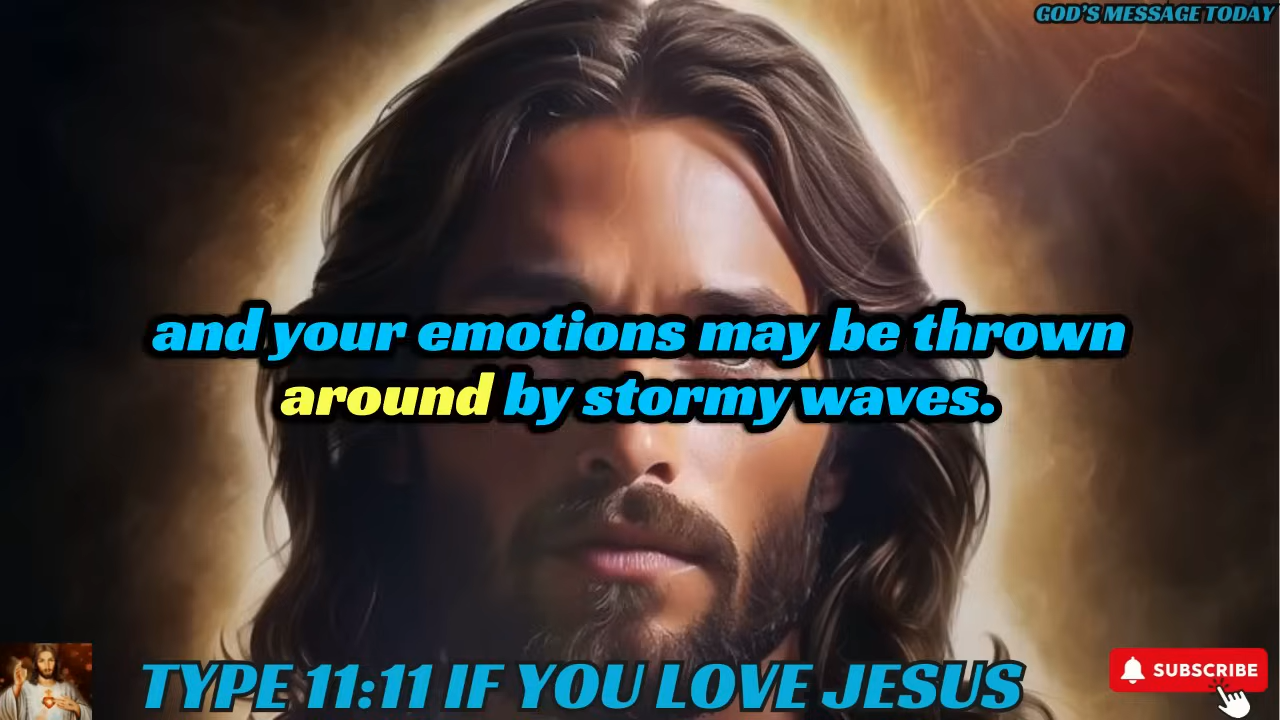 GOD'S MESSAGE TODAY
and your emotions may be thrown
around by stormy waves.
TYPE 11:11 IF YOU LOVE JESUS
SUBSCRIBE